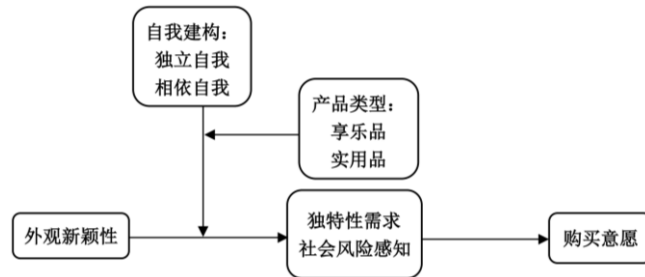 自我建构：
独立自我
相依自我
产品类型：
享乐品
实用品
外观新颖性
独特性需求
社会风险感知
购买意愿